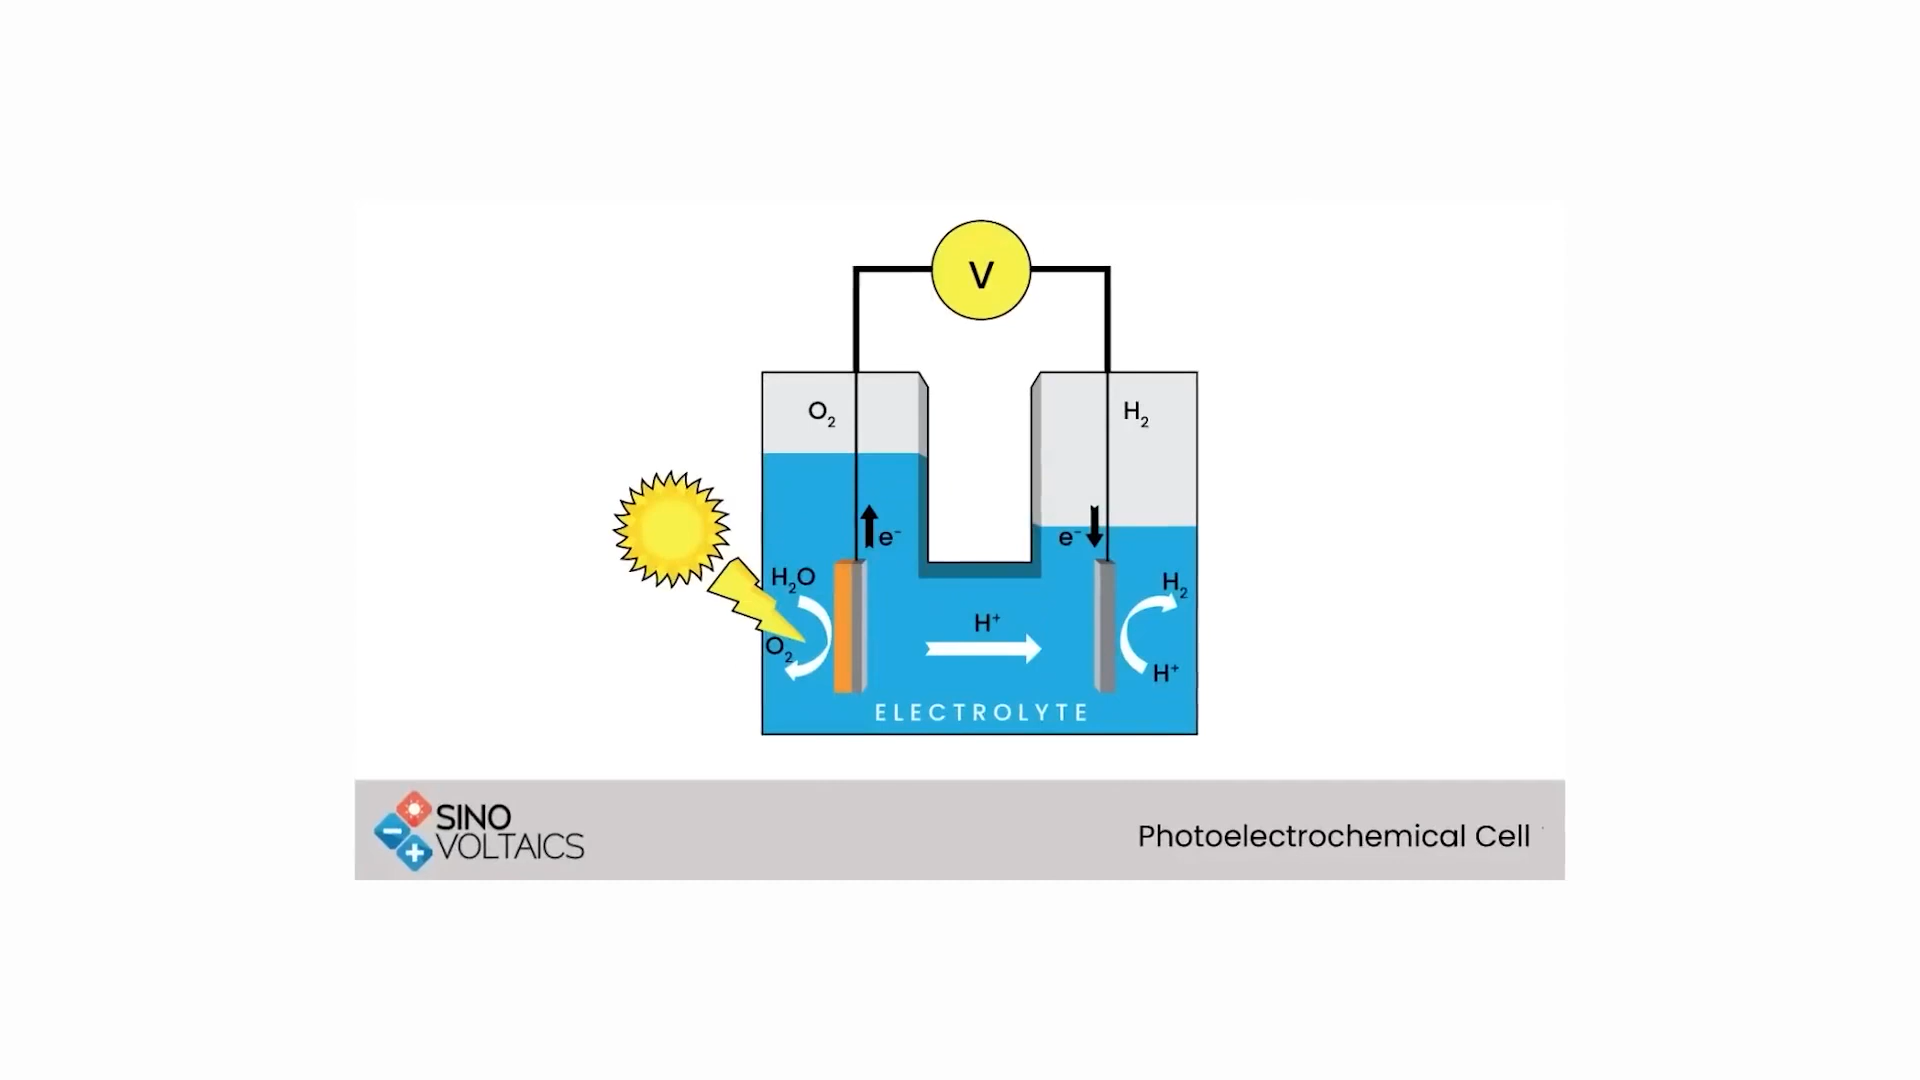 V
O₂
H₂
e⁻
e⁻
H₂O
H₂
H⁺
O₂
H⁺
ELECTROLYTE
SINO
VOLTAICS
Photoelectrochemical Cell